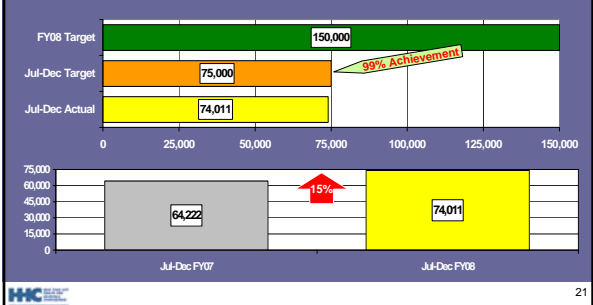 FY08 Target
150,000
Jul-Dec Target
75,000
99% Achievement
Jul-Dec Actual
74,011
0 25,000 50,000 75,000 100,000 125,000 150,000
75,000
60,000
45,000
30,000
15,000
0
64,222
15%
74,011
Jul-Dec FY07 Jul-Dec FY08
HHC
21